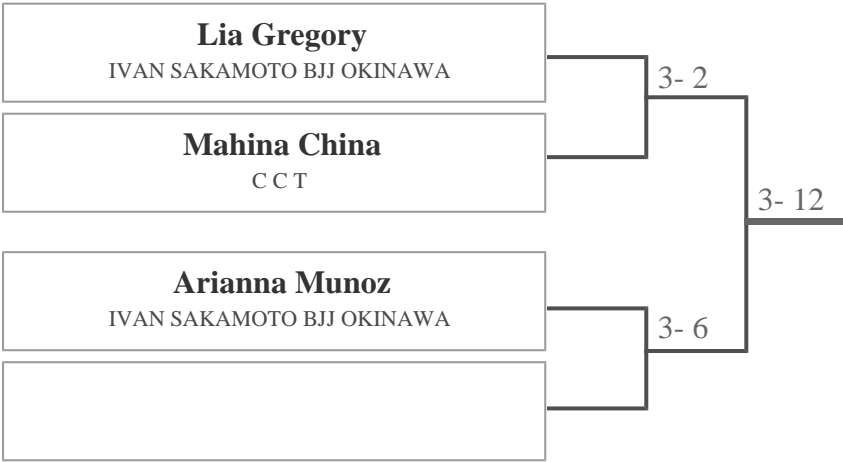 Lia Gregory
IVAN SAKAMOTO BJJ OKINAWA
3- 2
Mahina China
C C T
3- 12
Arianna Munoz
IVAN SAKAMOTO BJJ OKINAWA
3- 6